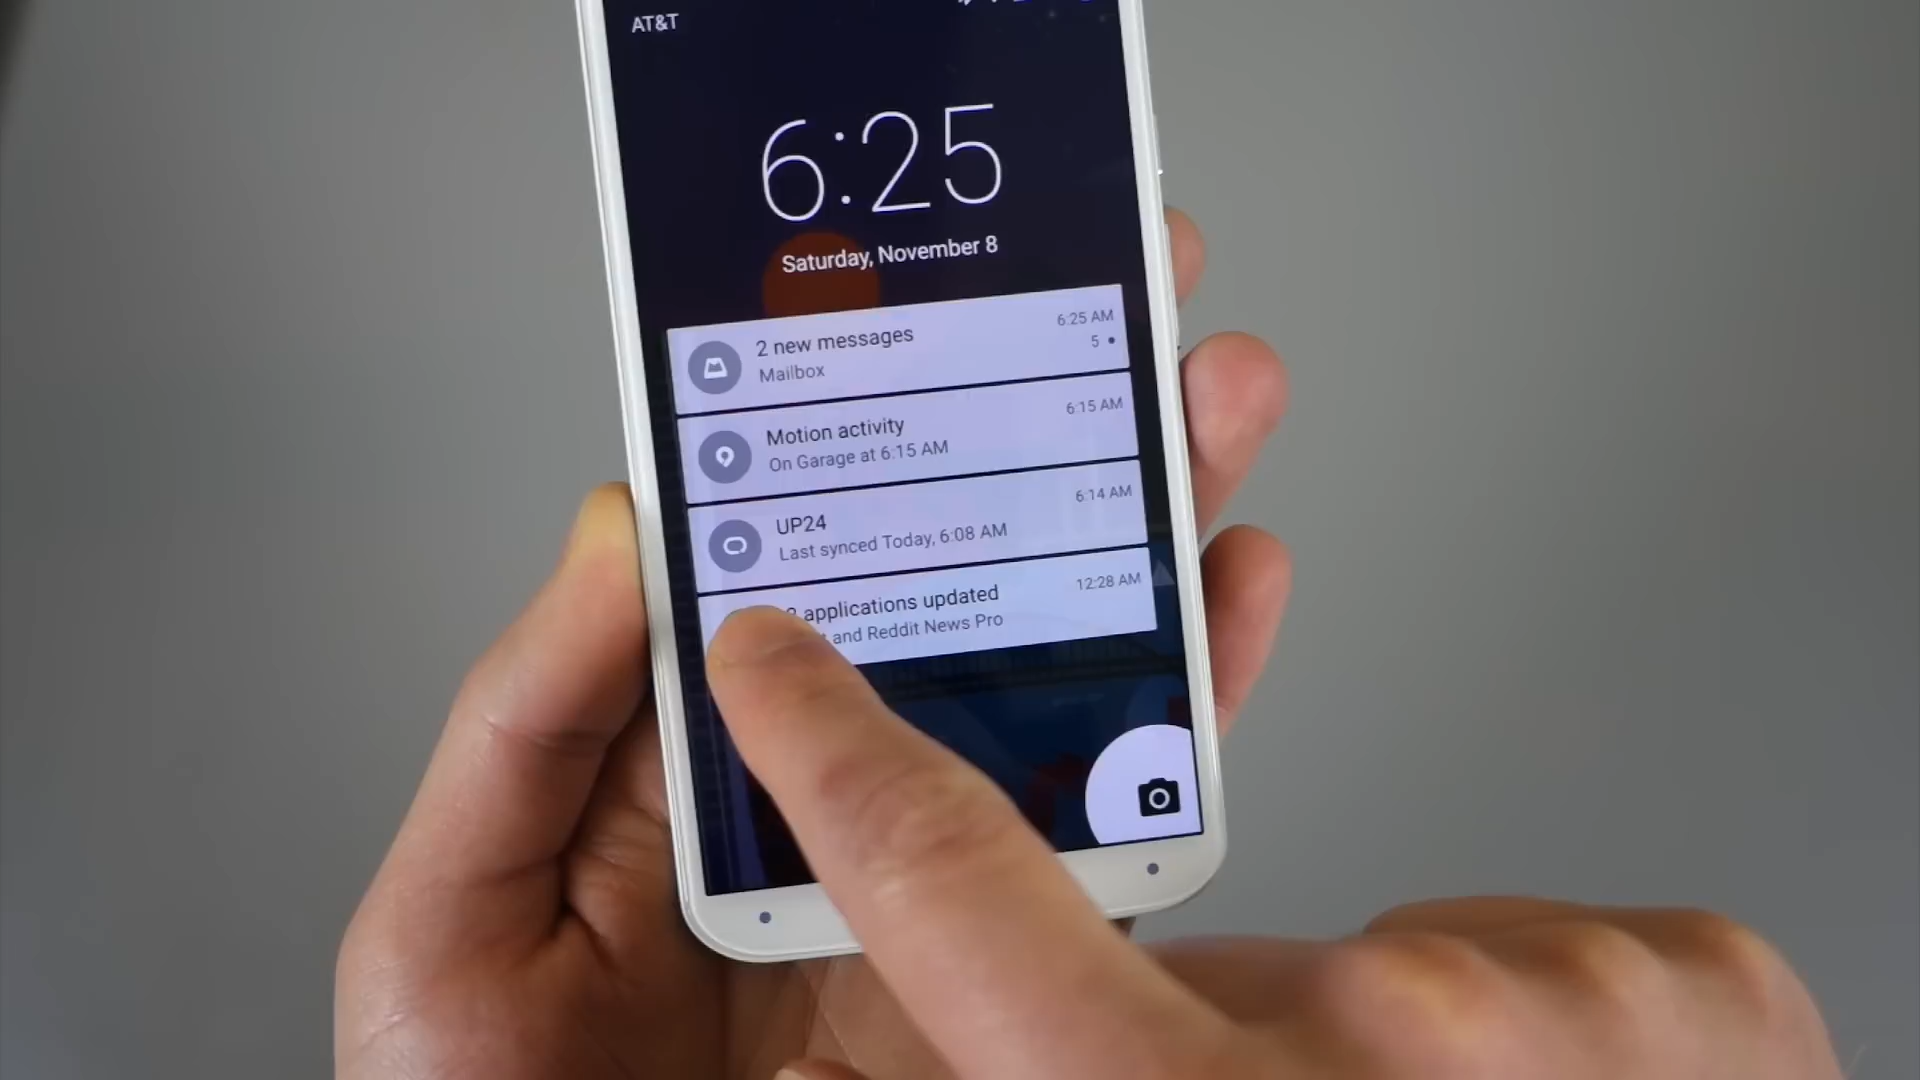 AT&T
6:25
Saturday, November 8
2 new messages
6:25 AM
Mailbox
5
Motion activity
6:15 AM
On Garage at 6:15 AM
UP24
6:14 AM
Last synced Today, 6:08 AM
applications updated
12:28 AM
and Reddit News Pro